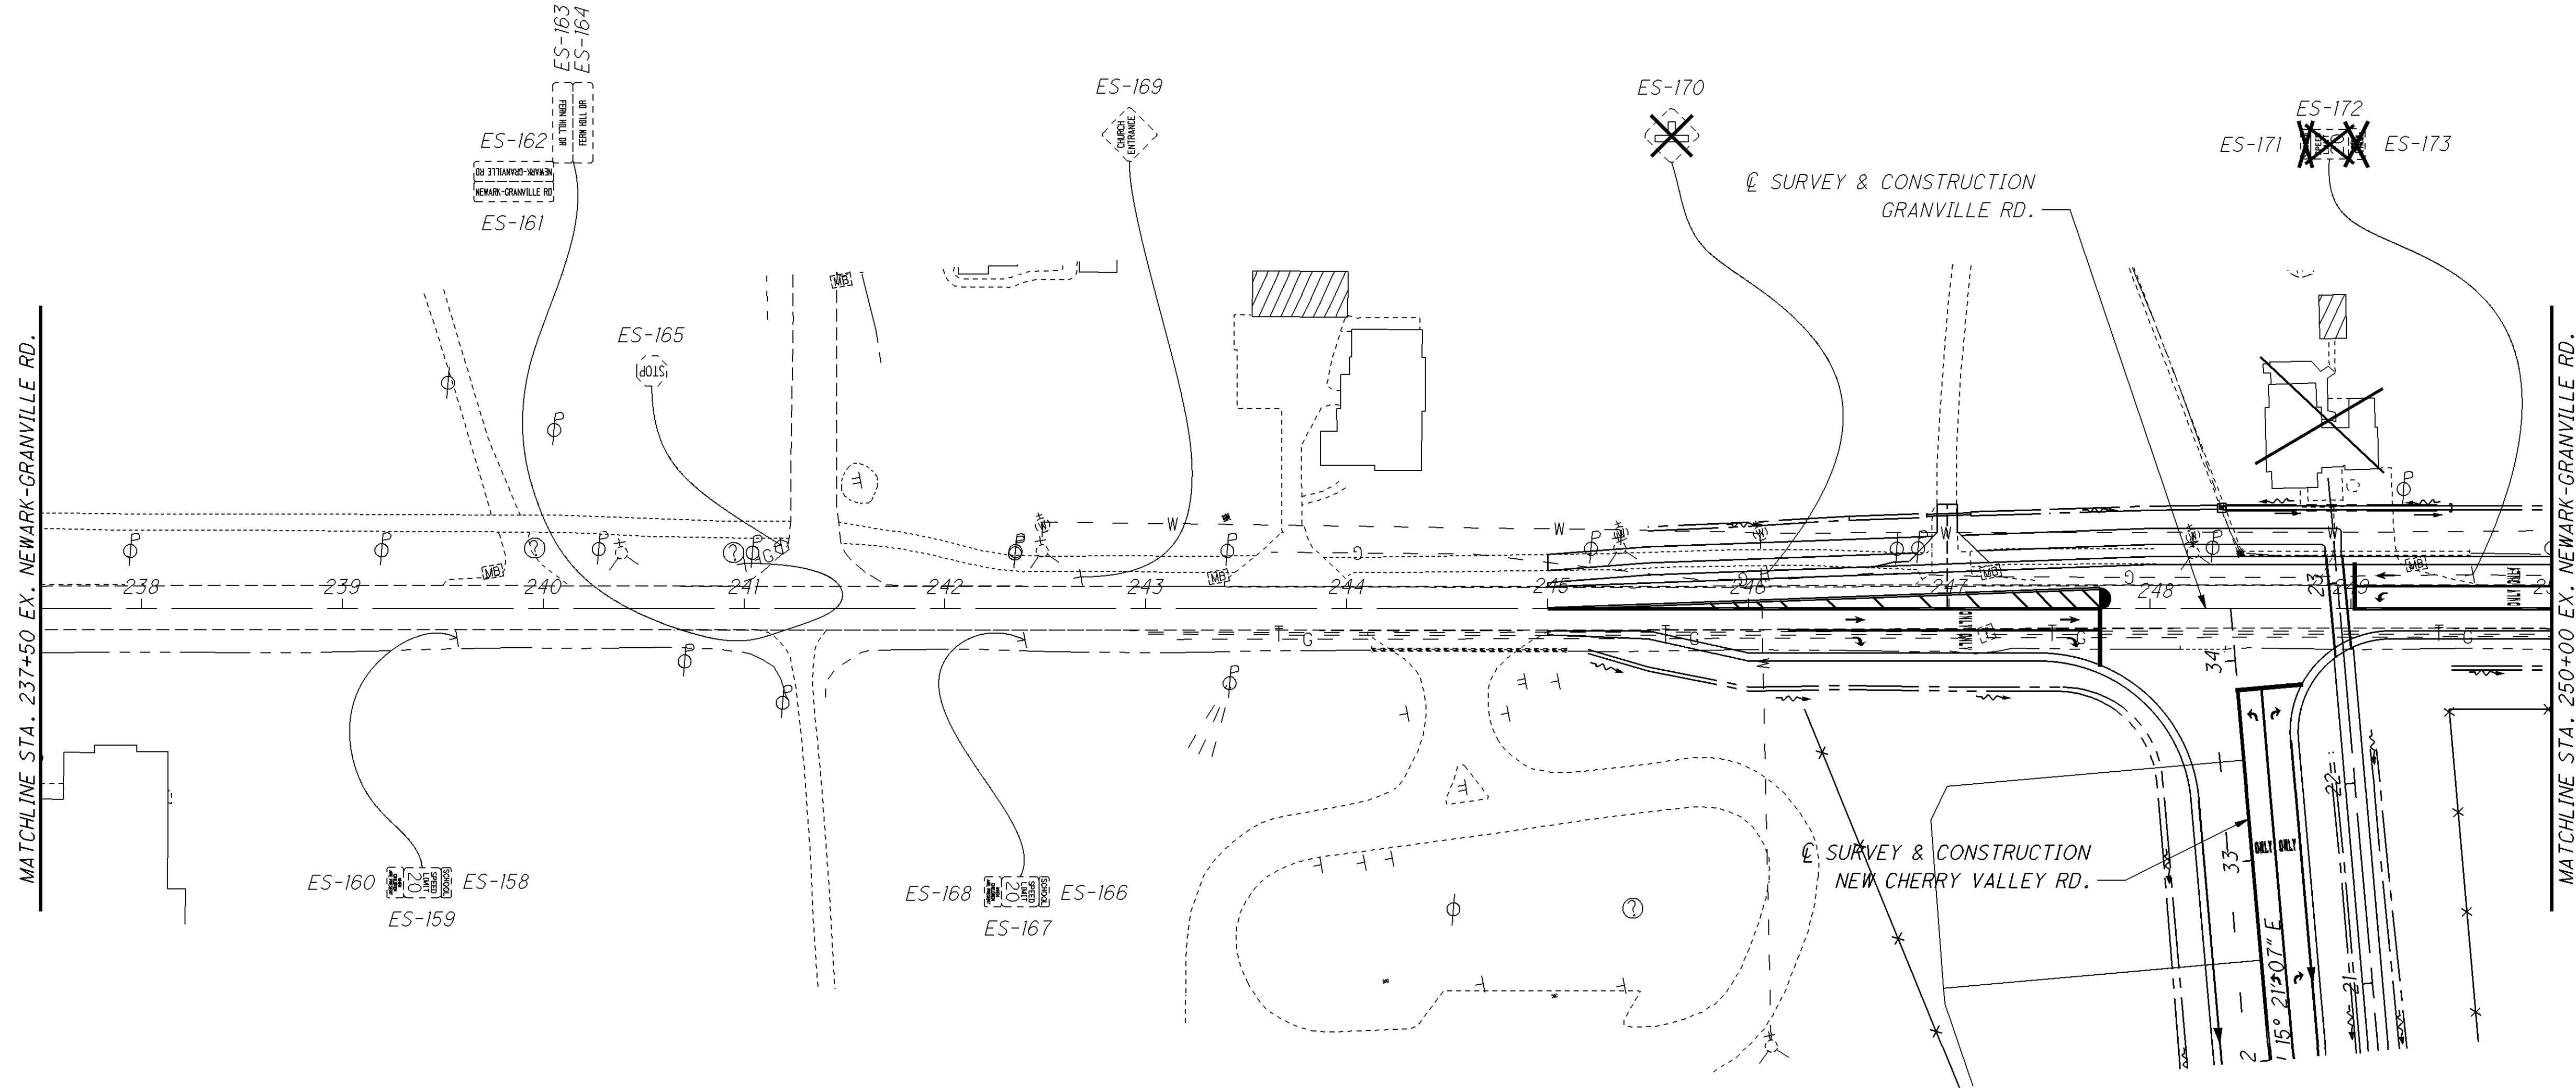 ES-163
ES-164
FERN HILL DR
FERN HILL DR
ES-162
NEWARK-GRANVILLE RD
NEWARK-GRANVILLE RD
ES-161
ES-165
STOP
ES-169
CHURCH
ENTRANCE
ES-170
ES-172
ES-171
ES-173
℄ SURVEY & CONSTRUCTION
GRANVILLE RD.
MATCHLINE STA. 237+50 EX. NEWARK-GRANVILLE RD.
MATCHLINE STA. 250+00 EX. NEWARK-GRANVILLE RD.
MB
W
W
W
W
G
G
G
MB
MB
MB
MB
238
239
240
241
242
243
244
245
246
247
248
249
ONLY ONLY
T
G
T
G
T
G
T
G
34
23
22
33
21
ES-160
SPEED
LIMIT
20
SCHOOL
ES-158
ES-159
ES-168
SPEED
LIMIT
20
SCHOOL
ES-166
ES-167
℄ SURVEY & CONSTRUCTION
NEW CHERRY VALLEY RD.
ONLY
ONLY
15° 21' 07" E
2